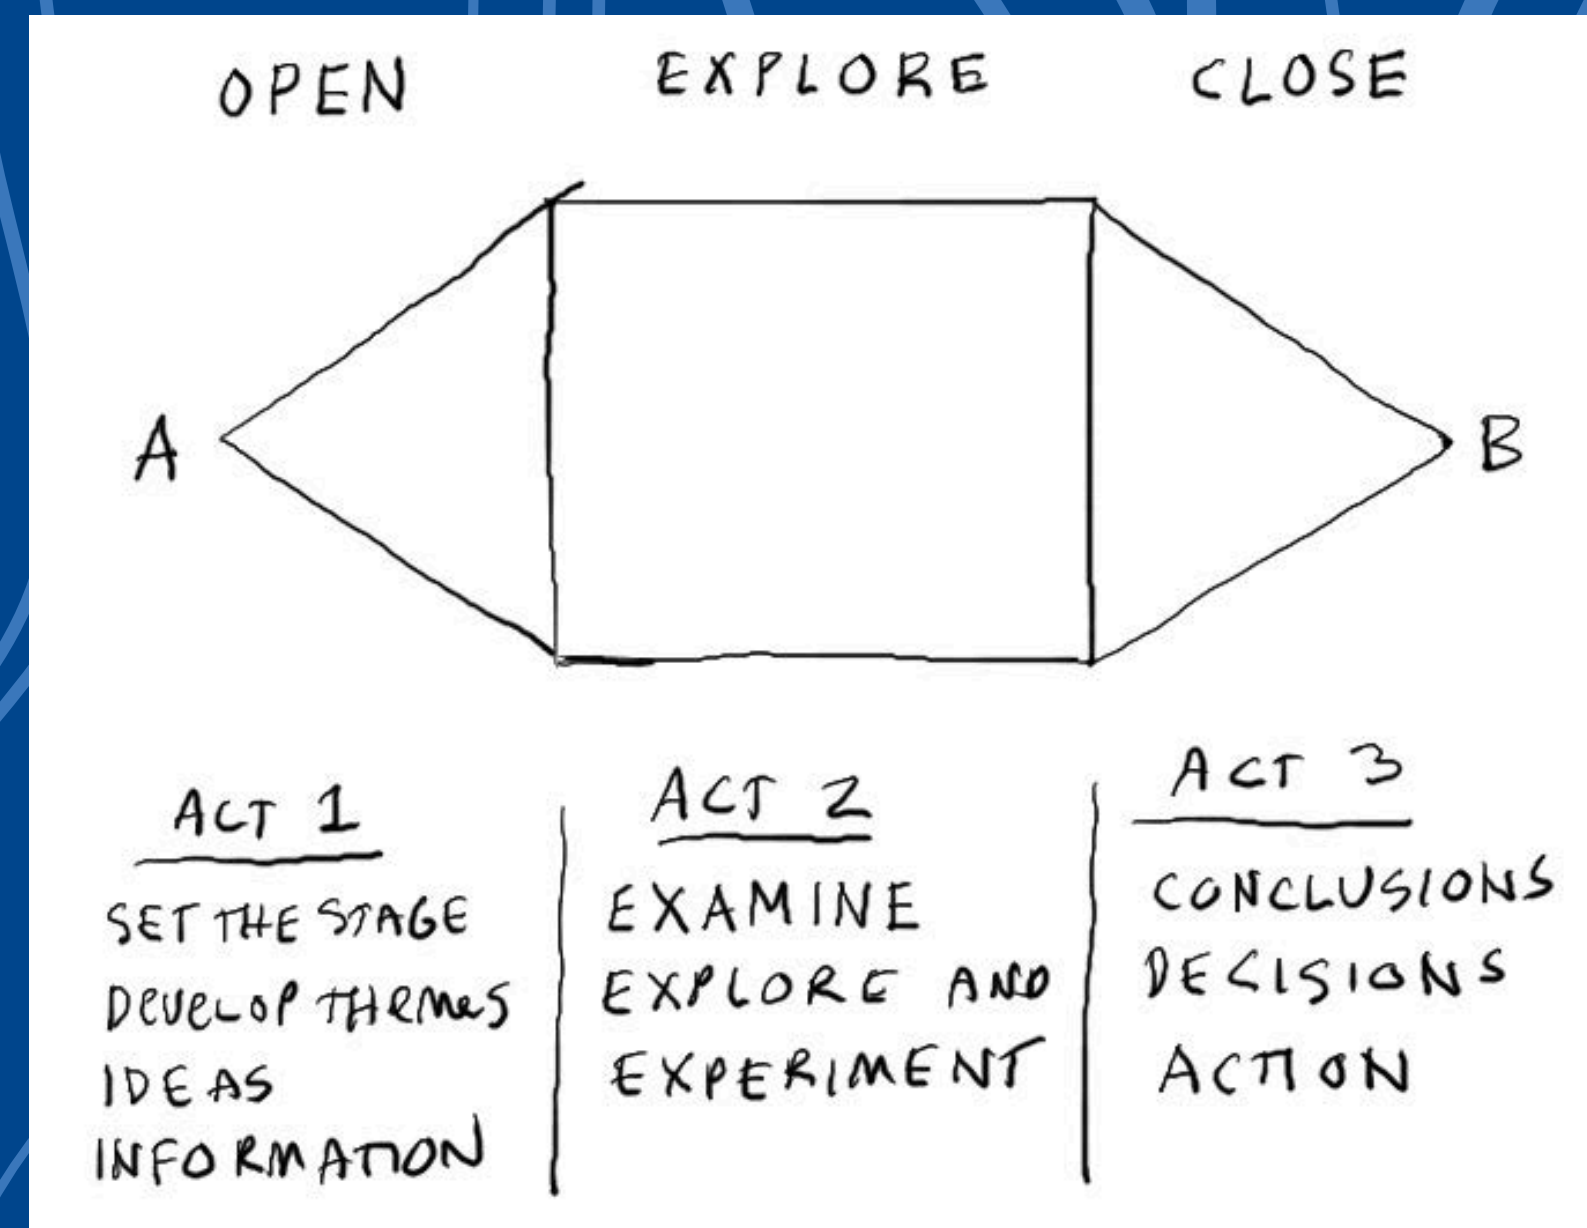 OPEN EXPLORE CLOSE
A B
ACT 1
SET THE STAGE
DEVELOP THEMES
IDEAS
INFORMATION
ACT 2
EXAMINE
EXPLORE AND
EXPERIMENT
ACT 3
CONCLUSIONS
DECISIONS
ACTION